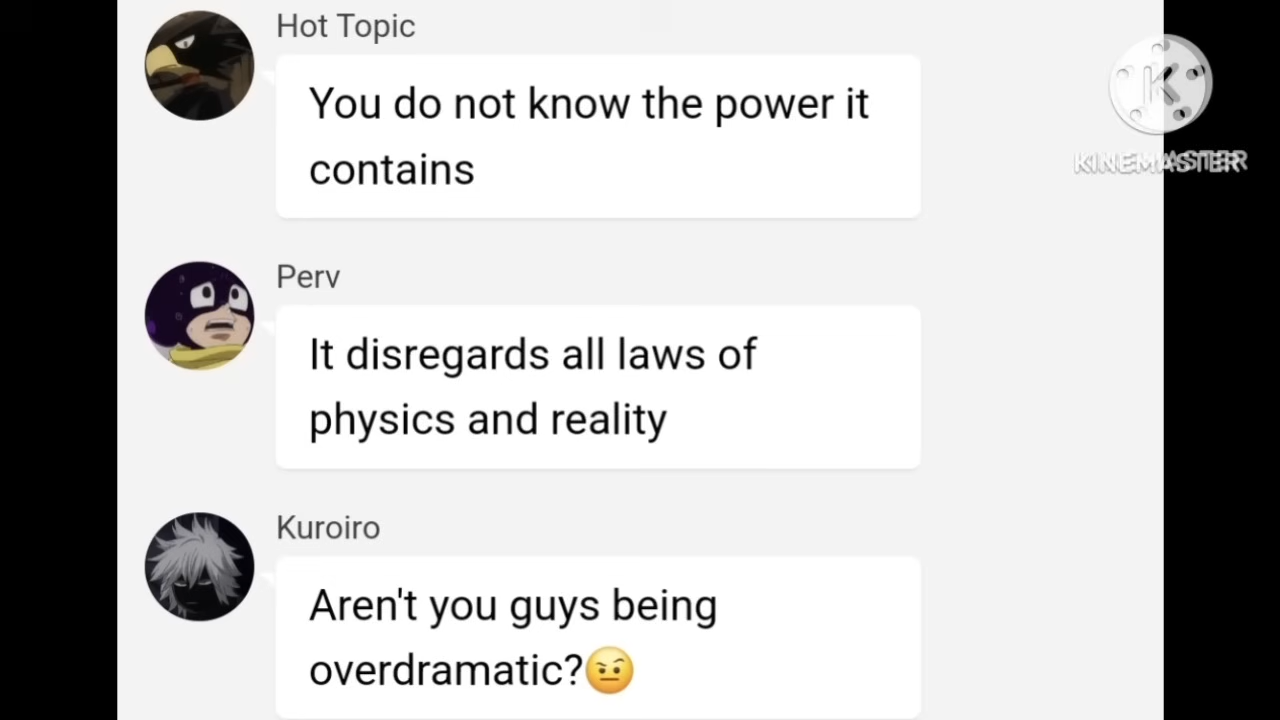 Hot Topic
You do not know the power it
contains
K
KINEMASTER
Perv
It disregards all laws of
physics and reality
Kuroiro
Aren't you guys being
overdramatic?🤨